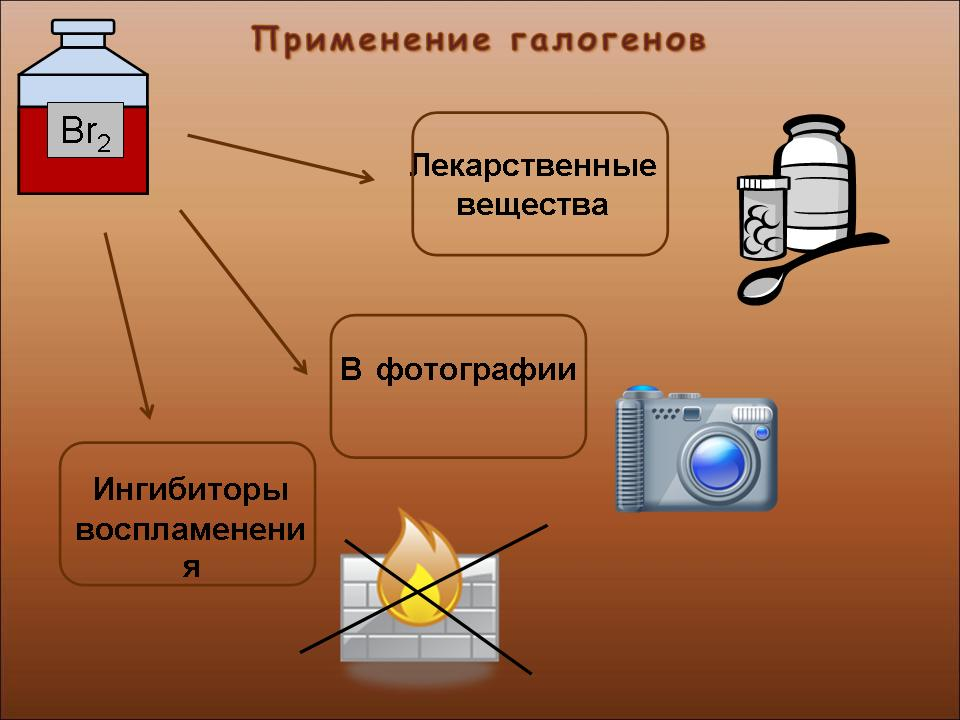 Применение галогенов
Br₂
Лекарственные
вещества
В фотографии
Ингибиторы
воспламенени
я